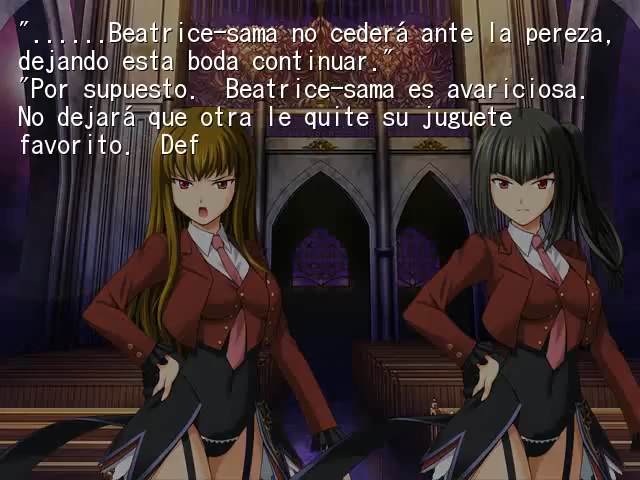 "......Beatrice-sama no cederá ante la pereza,
dejando esta boda continuar."
"Por supuesto.  Beatrice-sama es avariciosa.
No dejará que otra le quite su juguete
favorito.  Def